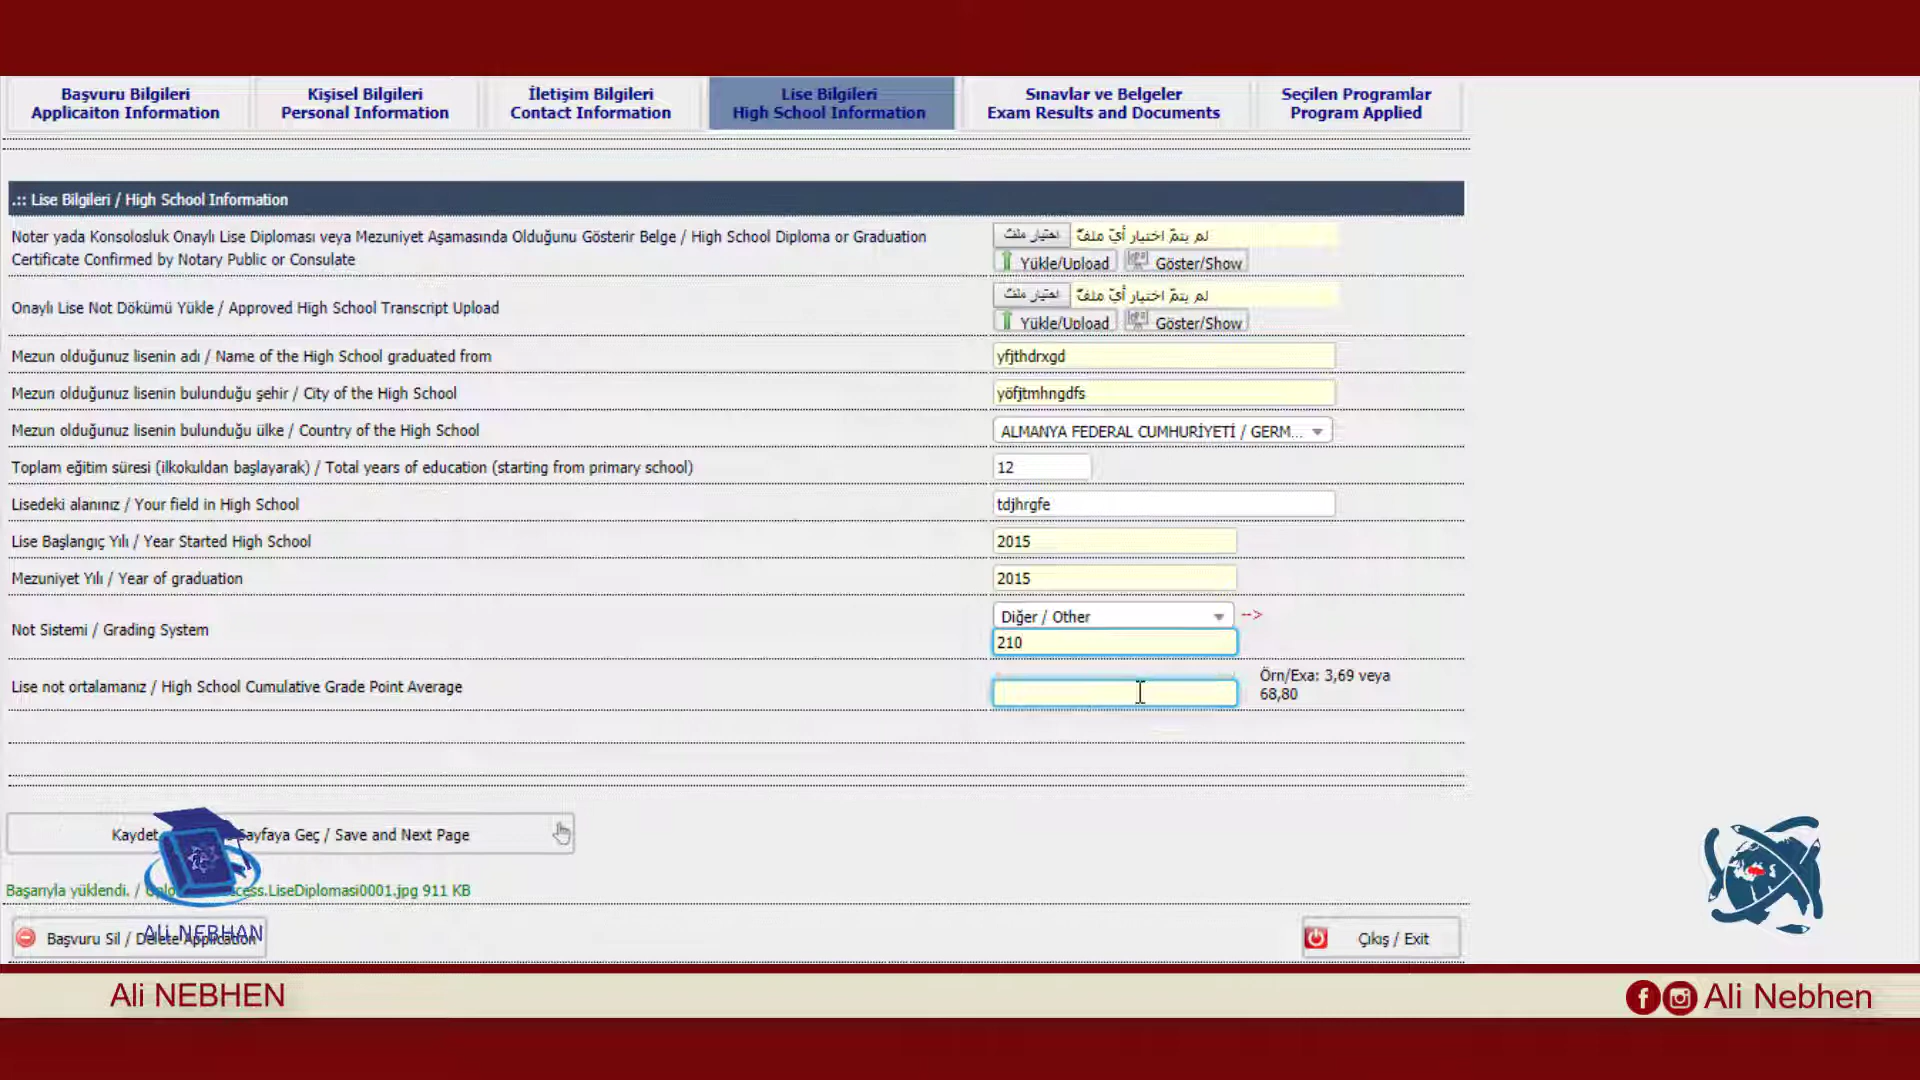 Başvuru Bilgileri
Applicaiton Information
Kişisel Bilgileri
Personal Information
İletişim Bilgileri
Contact Information
Lise Bilgileri
High School Information
Sınavlar ve Belgeler
Exam Results and Documents
Seçilen Programlar
Program Applied
.:: Lise Bilgileri / High School Information
Noter yada Konsolosluk Onaylı Lise Diploması veya Mezuniyet Aşamasında Olduğunu Gösterir Belge / High School Diploma or Graduation
Certificate Confirmed by Notary Public or Consulate
اختيار ملف لم يتمّ اختيار أيّ ملفّ
Yükle/Upload Göster/Show
Onaylı Lise Not Dökümü Yükle / Approved High School Transcript Upload
اختيار ملف لم يتمّ اختيار أيّ ملفّ
Yükle/Upload Göster/Show
Mezun olduğunuz lisenin adı / Name of the High School graduated from yfjthdrxgd
Mezun olduğunuz lisenin bulunduğu şehir / City of the High School yöfjtmhngdfs
Mezun olduğunuz lisenin bulunduğu ülke / Country of the High School ALMANYA FEDERAL CUMHURİYETİ / GERM...
Toplam eğitim süresi (ilkokuldan başlayarak) / Total years of education (starting from primary school) 12
Lisedeki alanınız / Your field in High School tdjhrgfe
Lise Başlangıç Yılı / Year Started High School 2015
Mezuniyet Yılı / Year of graduation 2015
Not Sistemi / Grading System Diğer / Other -->
210
Lise not ortalamanız / High School Cumulative Grade Point Average
Örn/Exa: 3,69 veya
68,80
Kaydet Sayfaya Geç / Save and Next Page
Başarıyla yüklendi. / LiseDiplomasi0001.jpg 911 KB
Başvuru Sil / Delete Application
ALI NEBHAN
Çıkış / Exit
Ali NEBHEN
Ali Nebhen